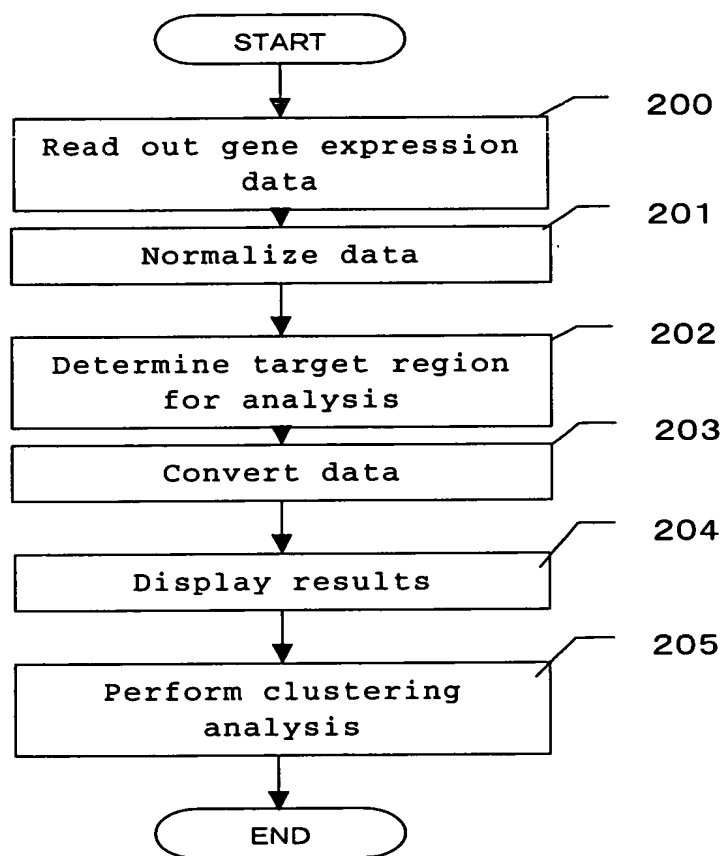 START
200
Read out gene expression
data
201
Normalize data
202
Determine target region
for analysis
203
Convert data
204
Display results
205
Perform clustering
analysis
END